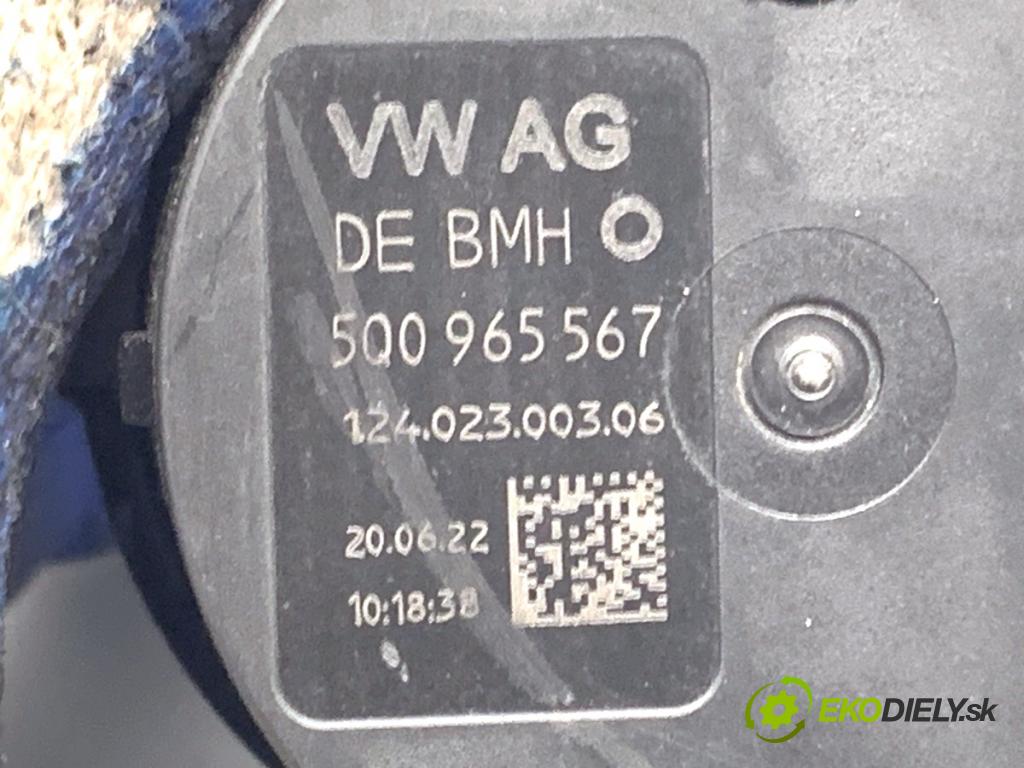 VW AG
DE BMH
5Q0 965 567
124.023.003.06
20.06.22
10:18:38
EKODIELY.sk